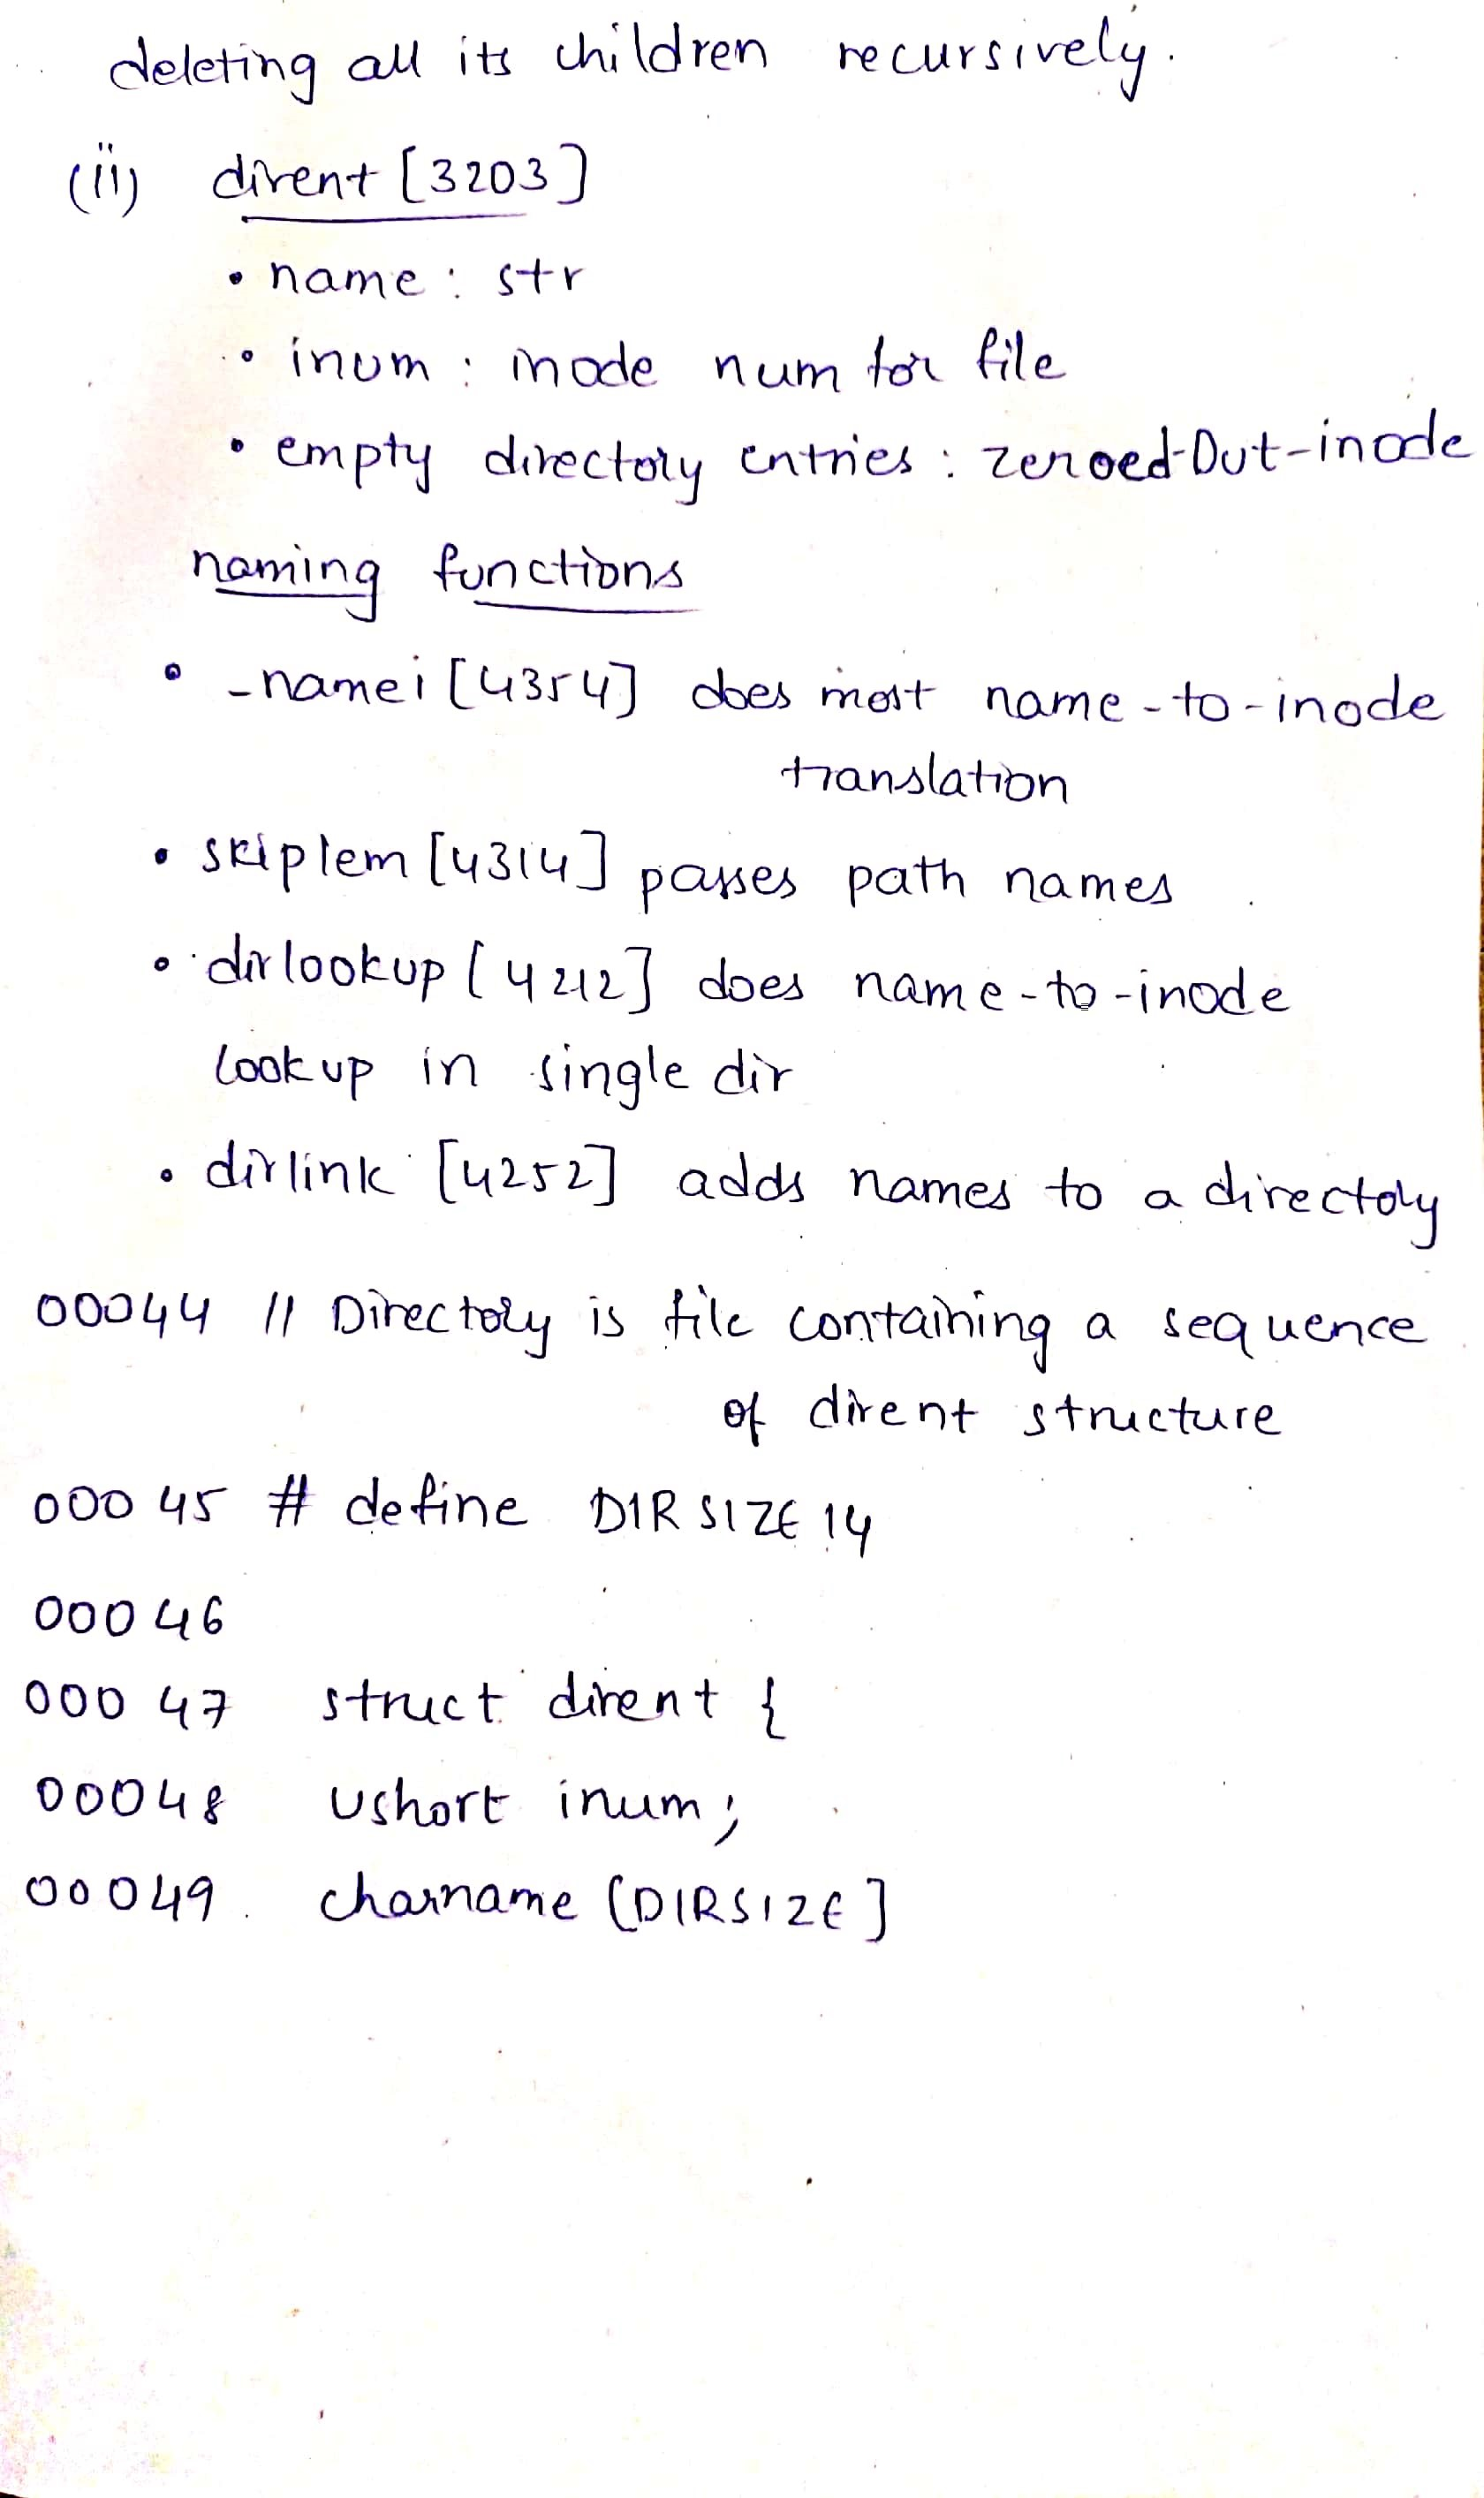 deleting all its children recursively.
(ii) dirent [3203]
• name : str
• inum : inode num for file
• empty directory entries : zeroed-Out-inode
naming functions
• -namei [4354] does most name-to-inode
translation
• skiplem [4314] passes path names
• dirlookup [4212] does name-to-inode
lookup in single dir
• dirlink [4252] adds names to a directory
00044 // Directory is file containing a sequence
of dirent structure
00045 # define DIRSIZE 14
00046
00047 struct dirent {
00048 Ushort inum;
00049. charname [DIRSIZE]